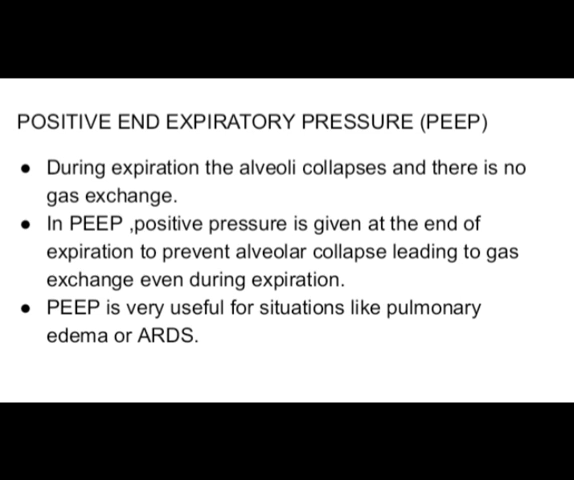 POSITIVE END EXPIRATORY PRESSURE (PEEP)
● During expiration the alveoli collapses and there is no
gas exchange.
● In PEEP ,positive pressure is given at the end of
expiration to prevent alveolar collapse leading to gas
exchange even during expiration.
● PEEP is very useful for situations like pulmonary
edema or ARDS.